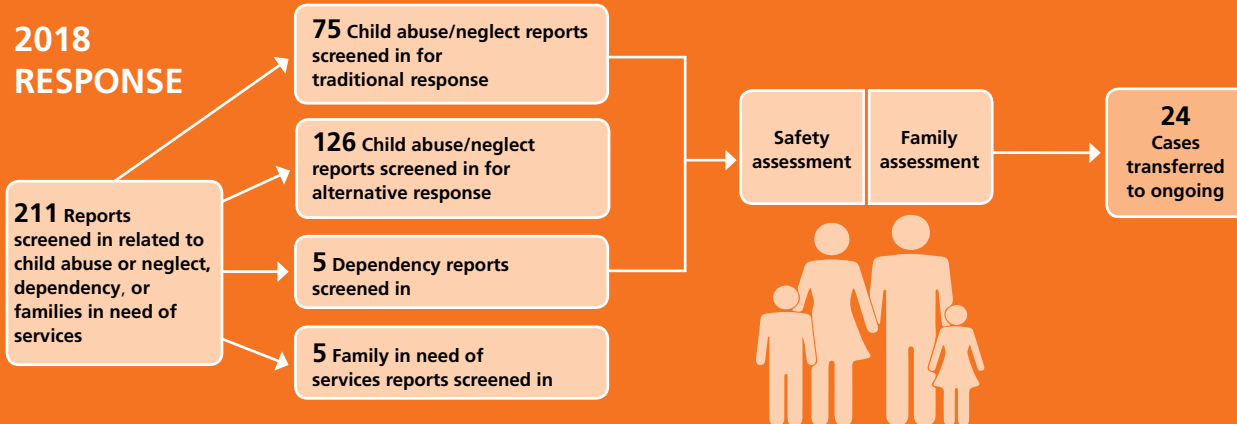 2018
RESPONSE
211 Reports
screened in related to
child abuse or neglect,
dependency, or
families in need of
services
75 Child abuse/neglect reports
screened in for
traditional response
126 Child abuse/neglect
reports screened in for
alternative response
5 Dependency reports
screened in
5 Family in need of
services reports screened in
Safety
assessment
Family
assessment
24
Cases
transferred
to ongoing